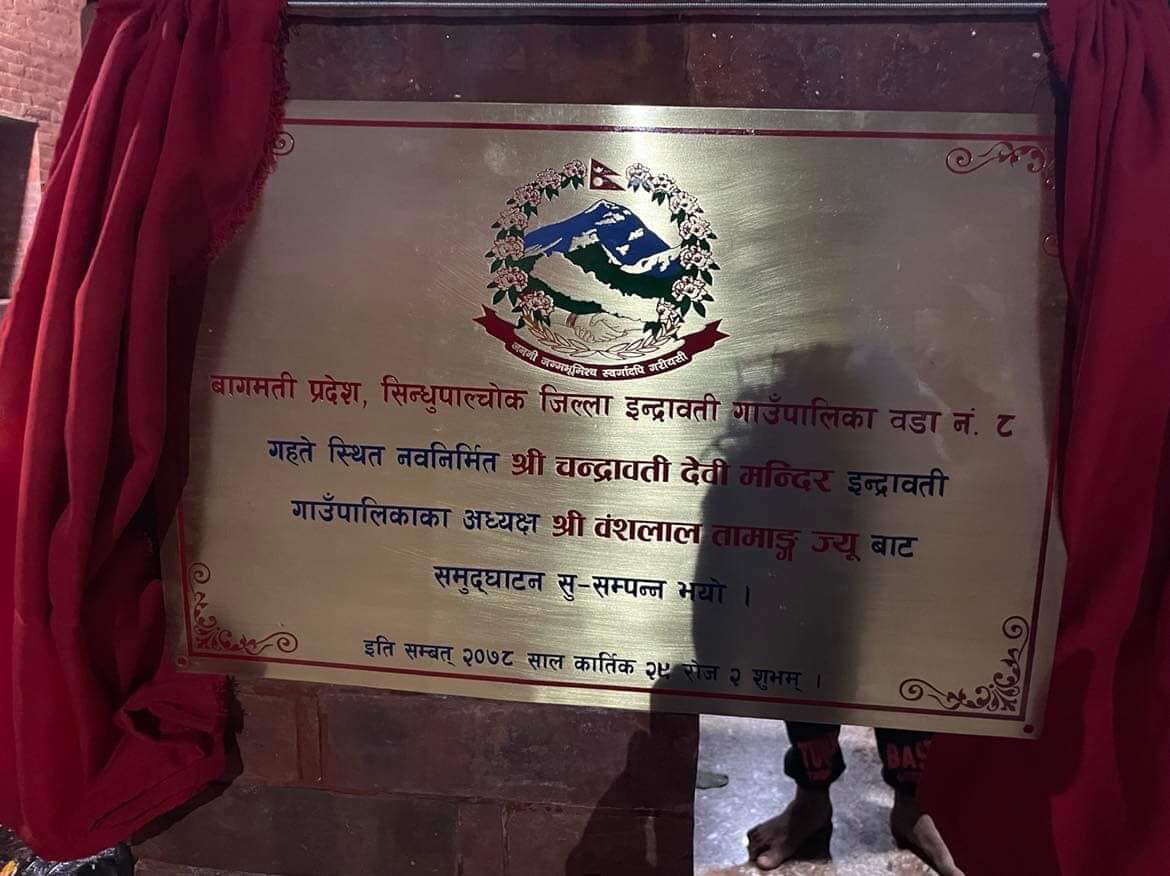 जननी जन्मभूमिश्च स्वर्गादपि गरीयसी
बागमती प्रदेश, सिन्धुपाल्चोक जिल्ला इन्द्रावती गाउँपालिका वडा नं. ८
गहते स्थित नवनिर्मित श्री चन्द्रावती देवी मन्दिर इन्द्रावती
गाउँपालिकाका अध्यक्ष श्री वंशलाल तामाङ्ग ज्यू बाट
समुद्घाटन सु-सम्पन्न भयो ।
इति सम्बत् २०७८ साल कार्तिक २९ रोज २ शुभम् ।